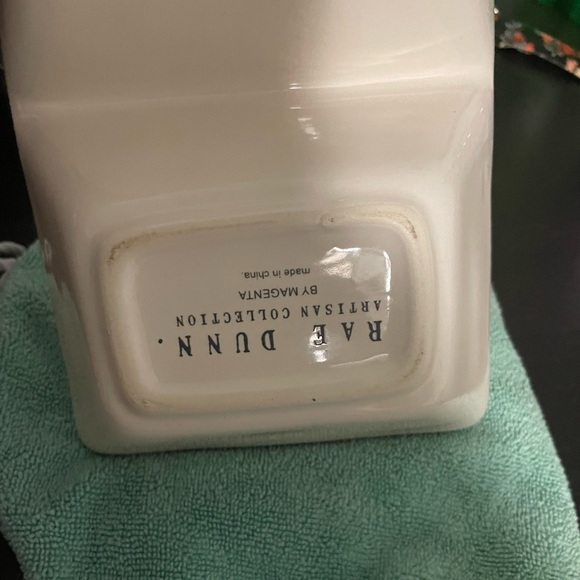 RAE DUNN.
ARTISAN COLLECTION
BY MAGENTA
made in china.